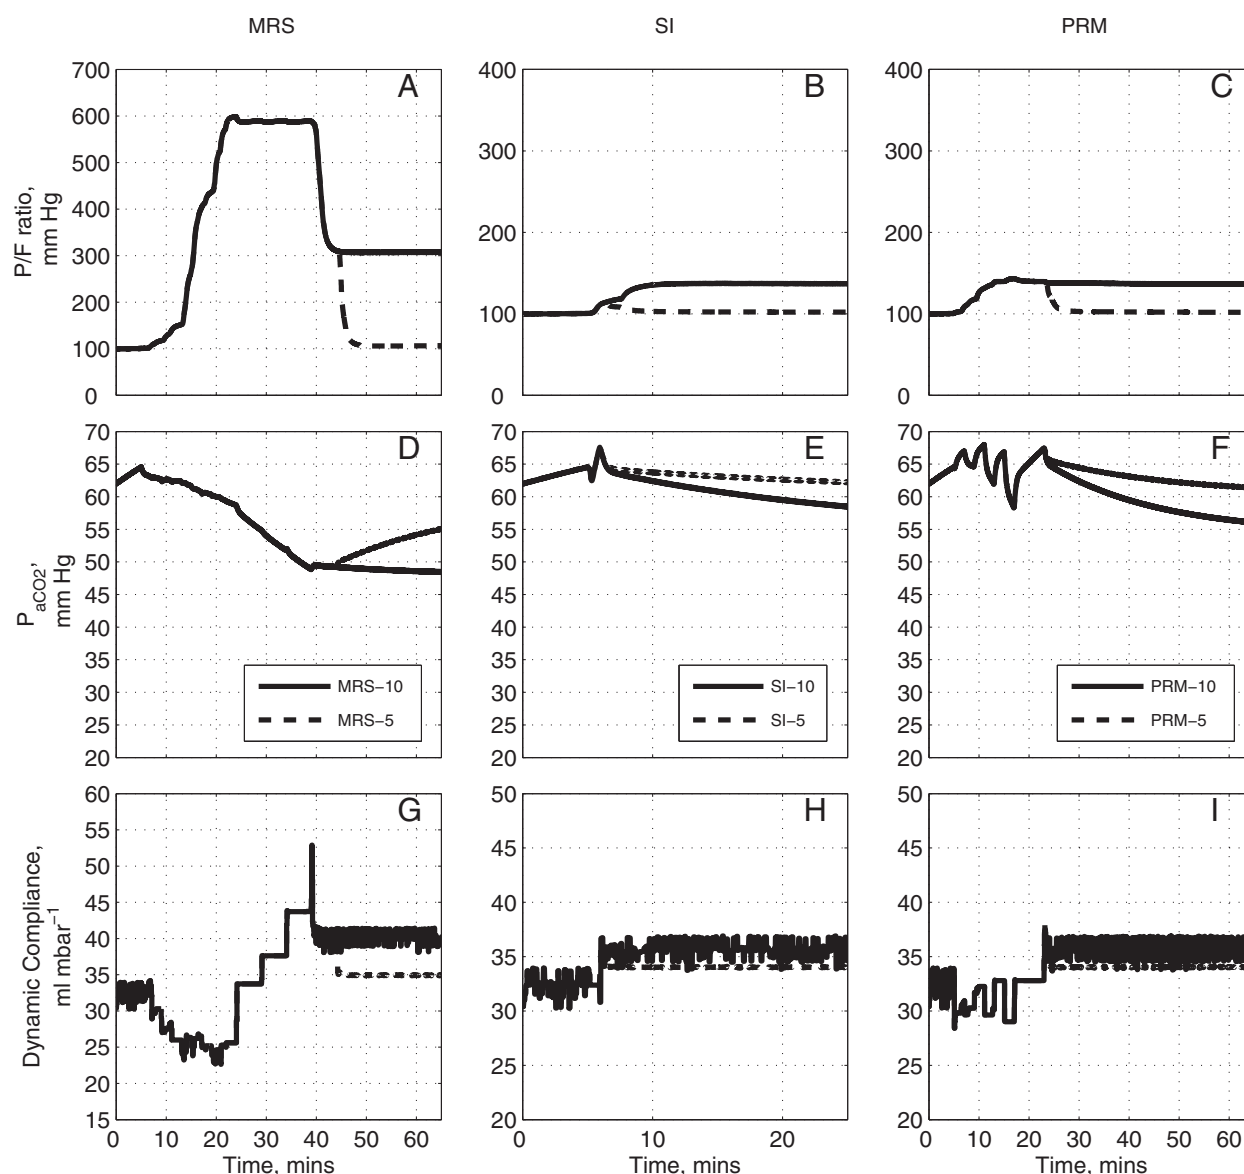 MRS SI PRM
A
B
C
P/F ratio,
mm Hg
700
600
500
400
300
200
100
0
400
300
200
100
0
400
300
200
100
0
D
E
F
PaCO2,
mm Hg
70
65
60
55
50
45
40
35
30
25
20
70
65
60
55
50
45
40
35
30
25
20
70
65
60
55
50
45
40
35
30
25
20
MRS-10
MRS-5
SI-10
SI-5
PRM-10
PRM-5
G
H
I
Dynamic Compliance,
ml mbar−1
60
55
50
45
40
35
30
25
20
15
50
45
40
35
30
25
20
50
45
40
35
30
25
20
0 10 20 30 40 50 60
0 10 20
0 10 20 30 40 50 6
Time, mins
Time, mins
Time, mins